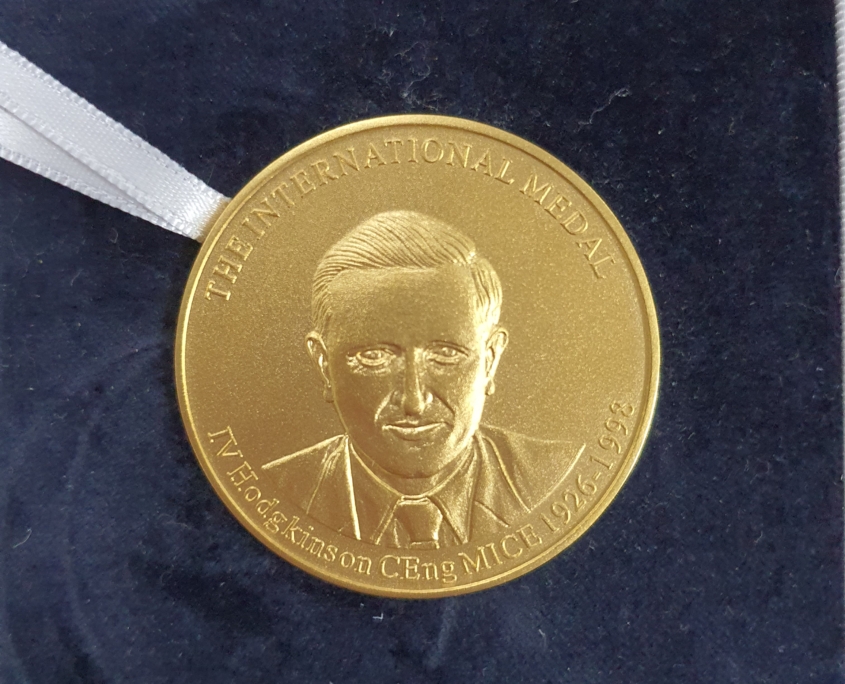 THE INTERNATIONAL MEDAL
I.V Hodgkinson CEng MICE 1926-1998